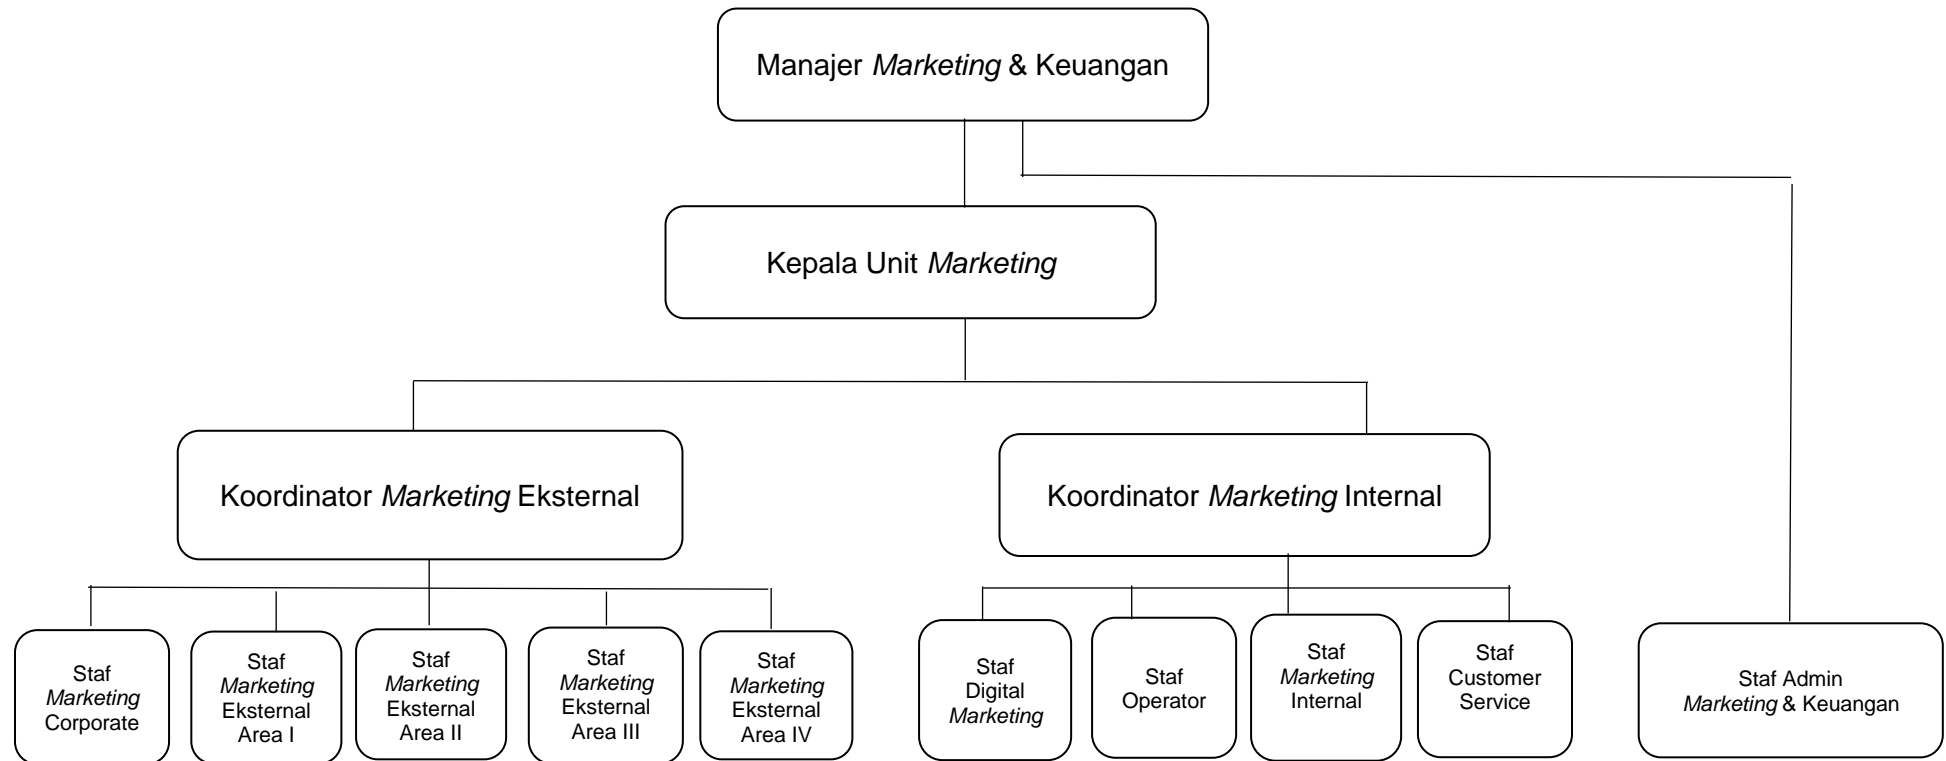 Manajer Marketing & Keuangan
Kepala Unit Marketing
Koordinator Marketing Eksternal
Koordinator Marketing Internal
Staf
Marketing
Corporate
Staf
Marketing
Eksternal
Area I
Staf
Marketing
Eksternal
Area II
Staf
Marketing
Eksternal
Area III
Staf
Marketing
Eksternal
Area IV
Staf
Digital
Marketing
Staf
Operator
Staf
Marketing
Internal
Staf
Customer
Service
Staf Admin
Marketing & Keuangan